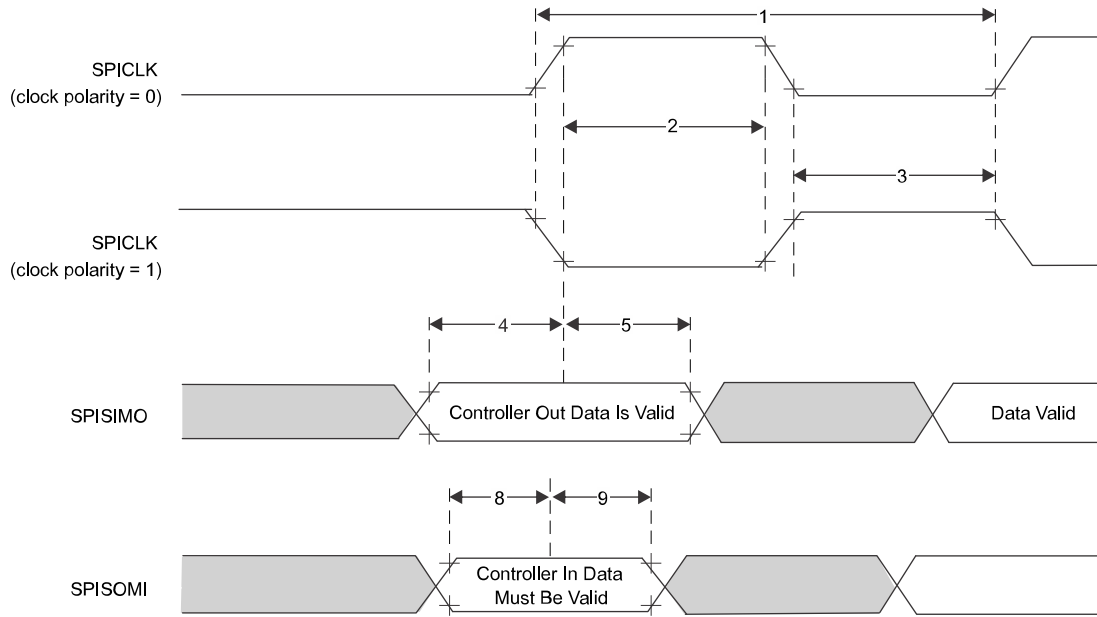 1
SPICLK
(clock polarity = 0)
2
3
SPICLK
(clock polarity = 1)
4
5
SPISIMO
Controller Out Data Is Valid
Data Valid
8
9
SPISOMI
Controller In Data
Must Be Valid